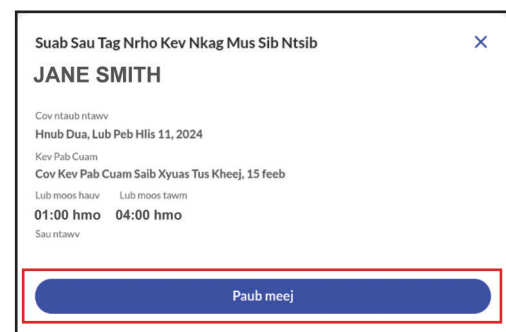 Suab Sau Tag Nrho Kev Nkag Mus Sib Ntsib
JANE SMITH
Cov ntaub ntawv
Hnub Dua, Lub Peb Hlis 11, 2024
Kev Pab Cuam
Cov Kev Pab Cuam Saib Xyuas Tus Kheej, 15 feeb
Lub moos hauv Lub moos tawm
01:00 hmo 04:00 hmo
Sau ntawv
Paub meej